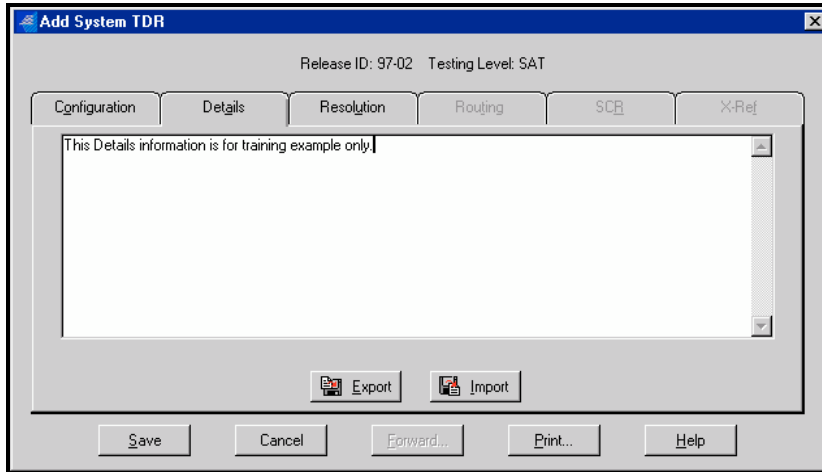 Add System TDR
Release ID: 97-02 Testing Level: SAT
Configuration Details Resolution Routing SCR X-Ref
This Details information is for training example only.
Export Import
Save Cancel Forward... Print... Help